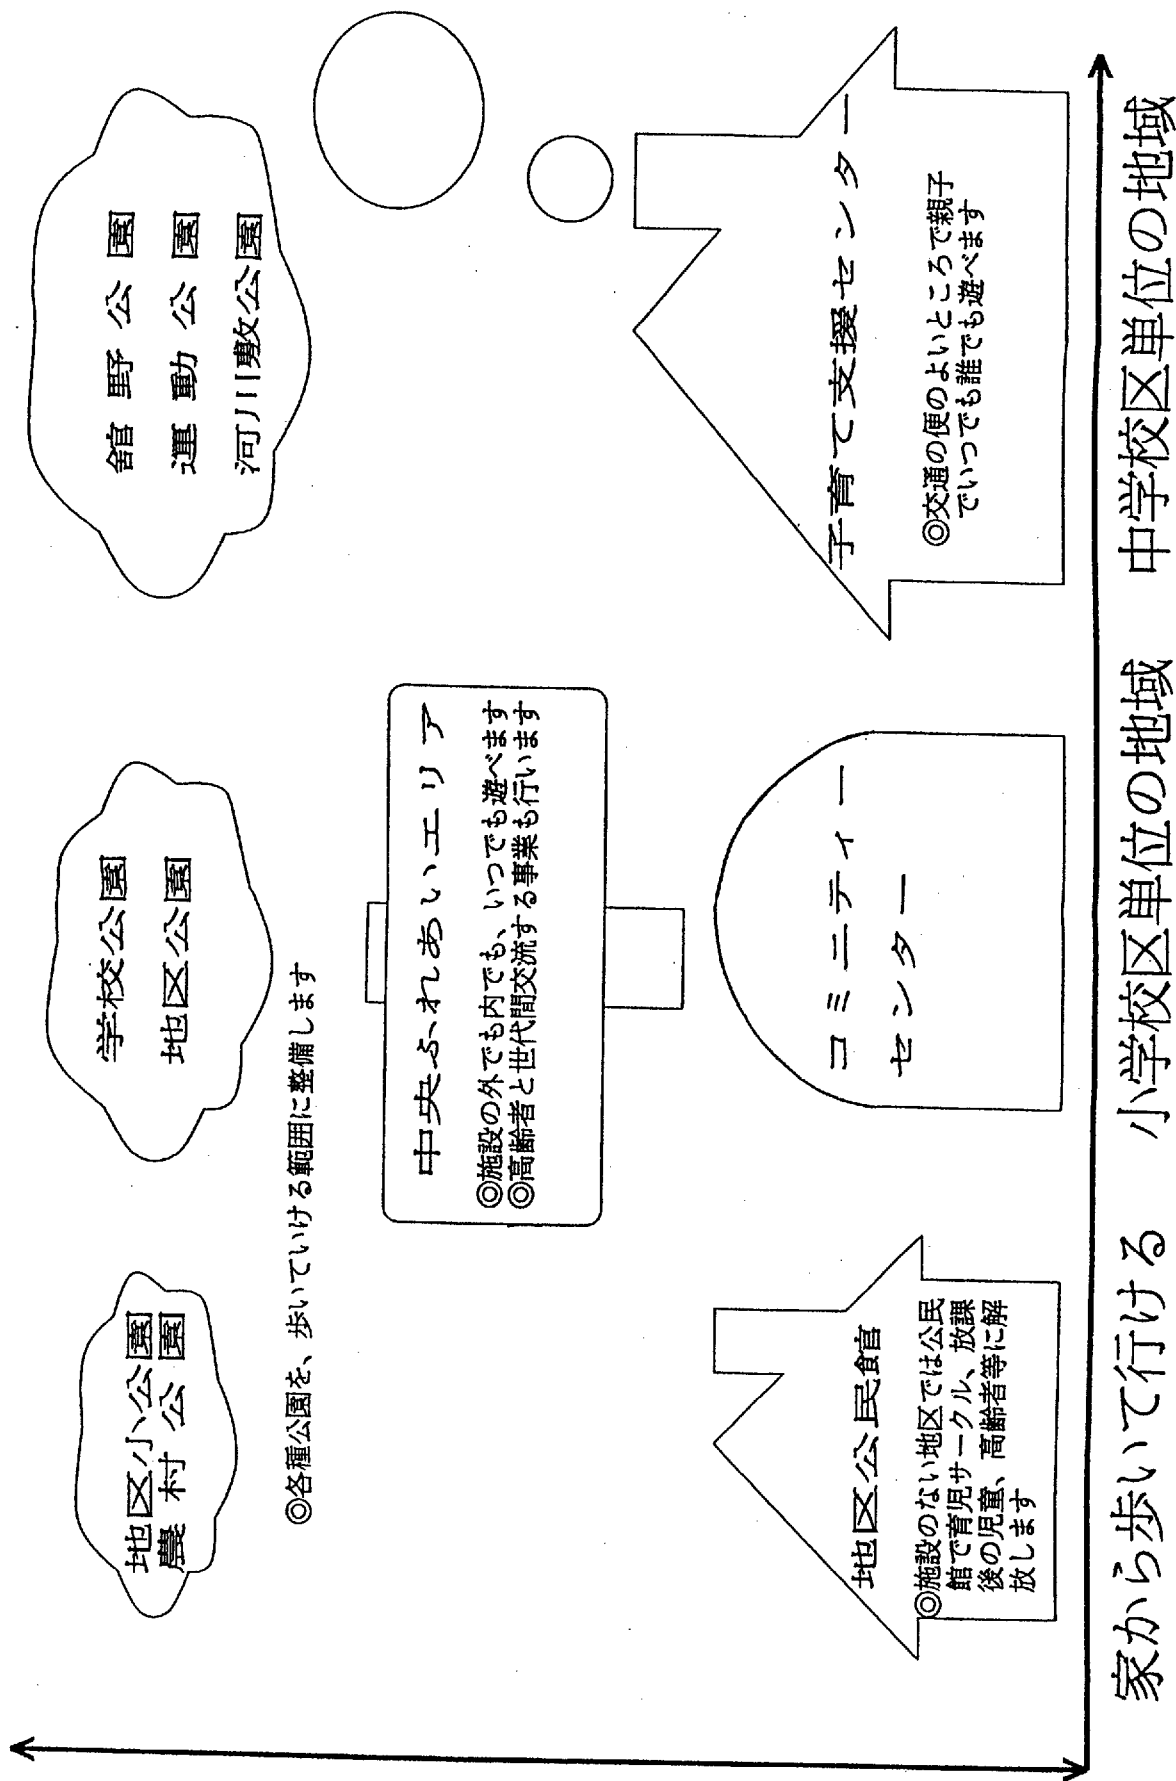 地区小公園
農村公園
学校公園
地区公園
舘野公園
運動公園
河川敷公園
◎各種公園を、歩いていける範囲に整備します
中央ふれあいエリア
◎施設の外でも内でも、いつでも遊べます
◎高齢者と世代間交流する事業も行います
地区公民館
◎施設のない地区では公民
館で育児サークル、放課
後の児童、高齢者等に解
放します
コミニティー
センター
子育て支援センター
◎交通の便のよいところで親子
でいつでも誰でも遊べます
家から歩いて行ける
小学校区単位の地域
中学校区単位の地域